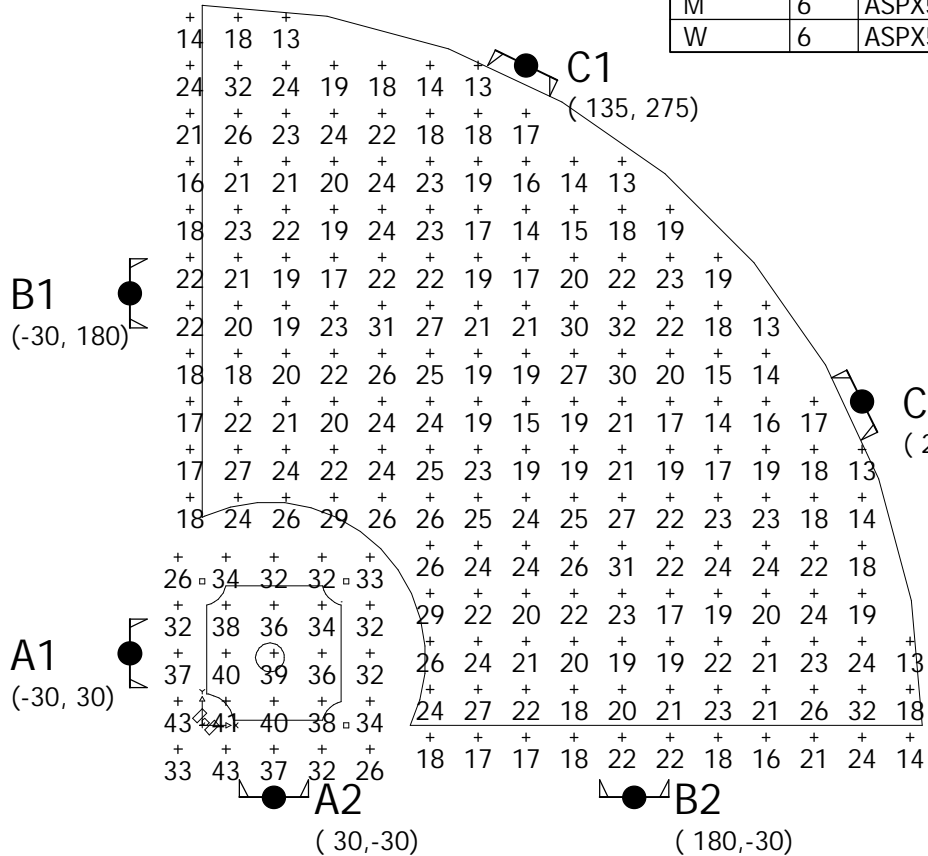 M 6 ASPX5
W 6 ASPX5
14 18 13
C1
24 32 24 19 18 14 13
( 135, 275)
21 26 23 24 22 18 18 17
16 21 21 20 24 23 19 16 14 13
18 23 22 19 24 23 17 14 15 18 19
22 21 19 17 22 22 19 17 20 22 23 19
B1
22 20 19 23 31 27 21 21 30 32 22 18 13
(-30, 180)
18 18 20 22 26 25 19 19 27 30 20 15 14
17 22 21 20 24 24 19 15 19 21 17 14 16 17
C
( 2
17 27 24 22 24 25 23 19 19 21 19 17 19 18 13
18 24 26 29 26 26 25 24 25 27 22 23 23 18 14
26 24 24 26 31 22 24 24 22 18
26 34 32 32 33
29 22 20 22 23 17 19 20 24 19
32 38 36 34 32
A1
26 24 21 20 19 19 22 21 23 24 13
37 40 39 36 32
(-30, 30)
24 27 22 18 20 21 23 21 26 32 18
43 41 40 38 34
18 17 17 18 22 22 18 16 21 24 14
33 43 37 32 26
A2
B2
( 30,-30)
( 180,-30)